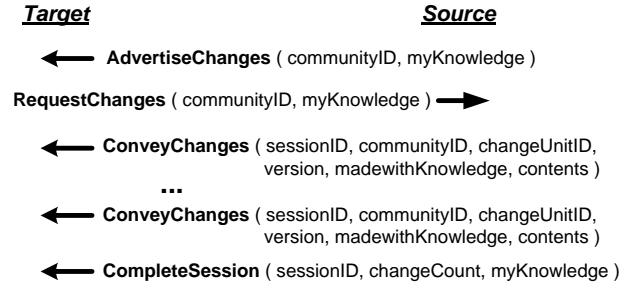 Target Source
AdvertiseChanges ( communityID, myKnowledge )
RequestChanges ( communityID, myKnowledge )
ConveyChanges ( sessionID, communityID, changeUnitID,
version, madewithKnowledge, contents )
...
ConveyChanges ( sessionID, communityID, changeUnitID,
version, madewithKnowledge, contents )
CompleteSession ( sessionID, changeCount, myKnowledge )